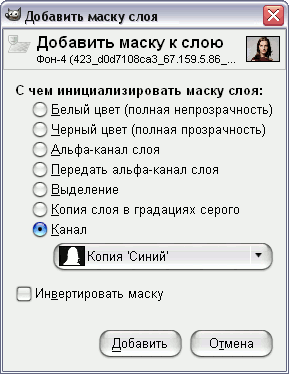 Добавить маску слоя
Добавить маску к слою
Фон-4 (423_d0d7108ca3_67.159.5.86_...
С чем инициализировать маску слоя:
Белый цвет (полная непрозрачность)
Черный цвет (полная прозрачность)
Альфа-канал слоя
Передать альфа-канал слоя
Выделение
Копия слоя в градациях серого
Канал
Копия 'Синий'
Инвертировать маску
Добавить
Отмена